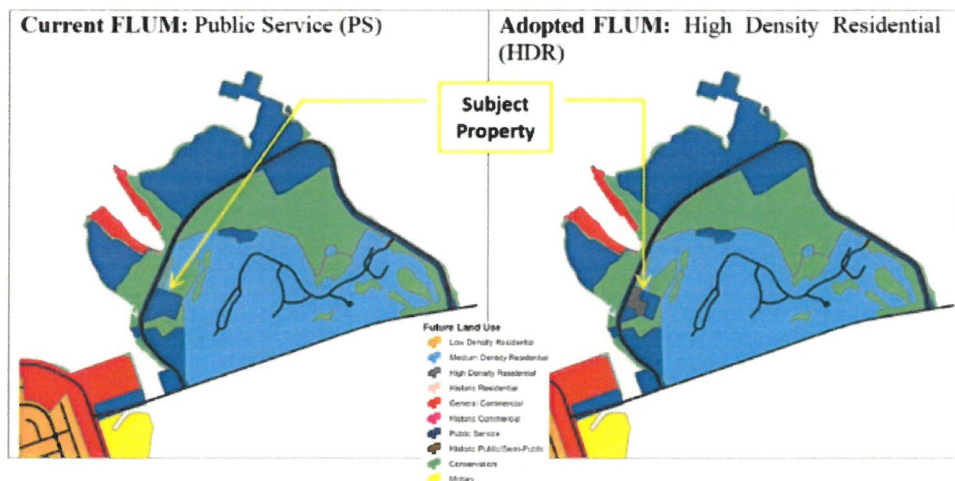 Current FLUM: Public Service (PS)
Adopted FLUM: High Density Residential
(HDR)
Subject
Property
Future Land Use
Low Density Residential
Medium Density Residential
High Density Residential
Historic Residential
General Commercial
Historic Commercial
Public Service
Historic Public/Semi-Public
Conservation
Military